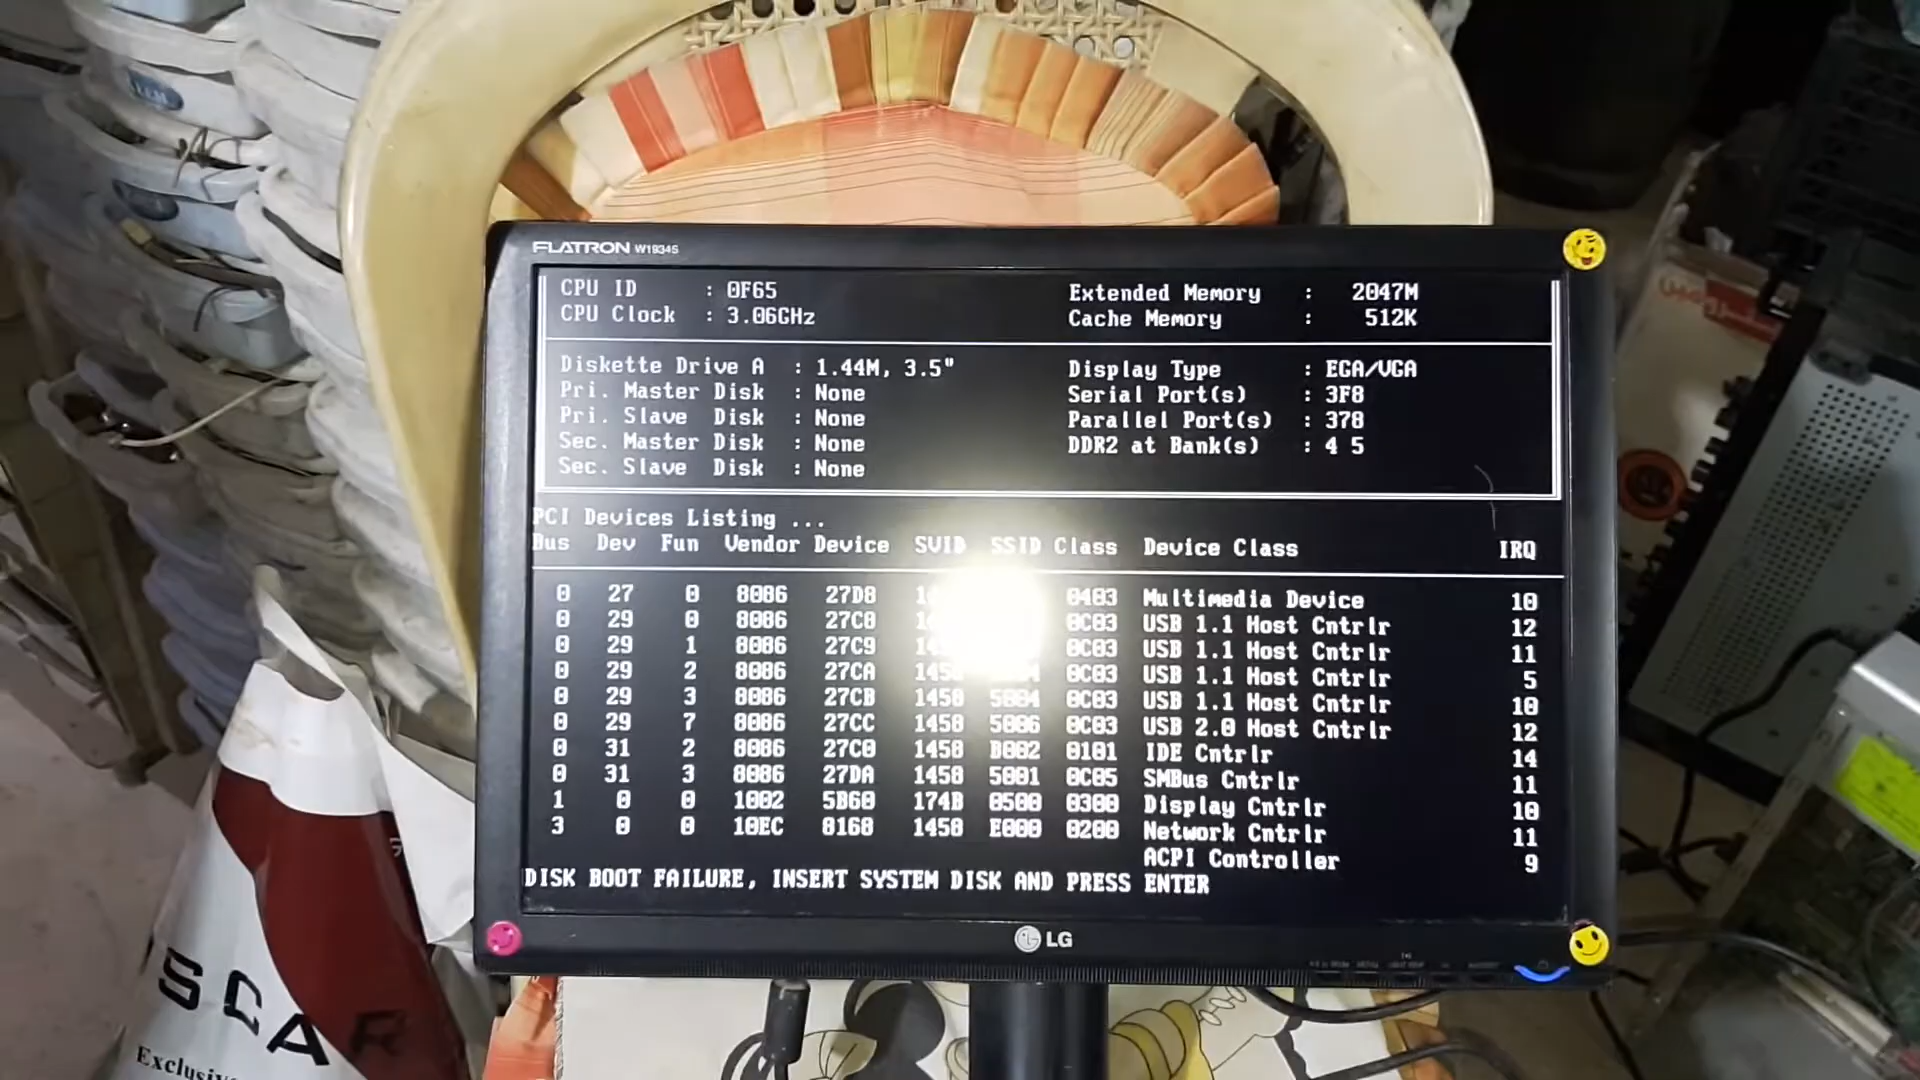 FLATRON W1934S
CPU ID : 0F65
CPU Clock : 3.06GHz
Extended Memory : 2047M
Cache Memory : 512K
Diskette Drive A : 1.44M, 3.5"
Pri. Master Disk : None
Pri. Slave Disk : None
Sec. Master Disk : None
Sec. Slave Disk : None
Display Type : EGA/VGA
Serial Port(s) : 3F8
Parallel Port(s) : 378
DDR2 at Bank(s) : 4 5
PCI Devices Listing ...
Bus Dev Fun Vendor Device SVID SSID Class Device Class IRQ
0 27 0 8086 27D8 0403 Multimedia Device 10
0 29 0 8086 27C8 0C03 USB 1.1 Host Cntrlr 12
0 29 1 8086 27C9 0C03 USB 1.1 Host Cntrlr 11
0 29 2 8086 27CA 1458 0C03 USB 1.1 Host Cntrlr 5
0 29 3 8086 27CB 1458 5004 0C03 USB 1.1 Host Cntrlr 10
0 29 7 8086 27CC 1458 5006 0C03 USB 2.0 Host Cntrlr 12
0 31 2 8086 27C0 1458 B002 0101 IDE Cntrlr 14
0 31 3 8086 27DA 1458 5001 0C05 SMBus Cntrlr 11
1 0 0 1002 5B60 174B 0500 0300 Display Cntrlr 10
3 0 0 10EC 8168 1458 E000 0200 Network Cntrlr 11
ACPI Controller 9
DISK BOOT FAILURE, INSERT SYSTEM DISK AND PRESS ENTER
LG
SCAR